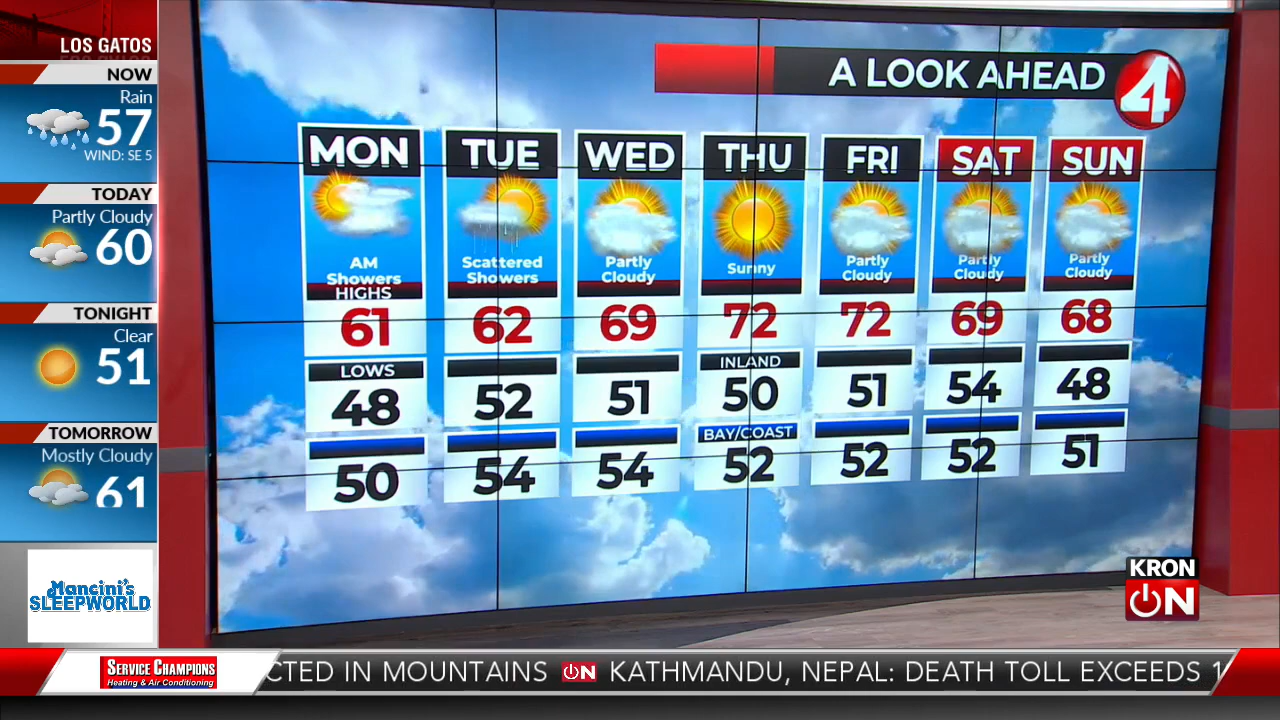 LOS GATOS
NOW
Rain
57
WIND: SE 5
TODAY
Partly Cloudy
60
TONIGHT
Clear
51
TOMORROW
Mostly Cloudy
61
Mancini's
SLEEPWORLD
A LOOK AHEAD
4
MON TUE WED THU FRI SAT SUN
AM Showers
Scattered Showers
Partly Cloudy
Sunny
Partly Cloudy
Partly Cloudy
Partly Cloudy
HIGHS
61 62 69 72 72 69 68
LOWS INLAND
48 52 51 50 51 54 48
BAY/COAST
50 54 54 52 52 52 51
KRON
ON
SERVICE CHAMPIONS
Heating & Air Conditioning
CTED IN MOUNTAINS ON KATHMANDU, NEPAL: DEATH TOLL EXCEEDS